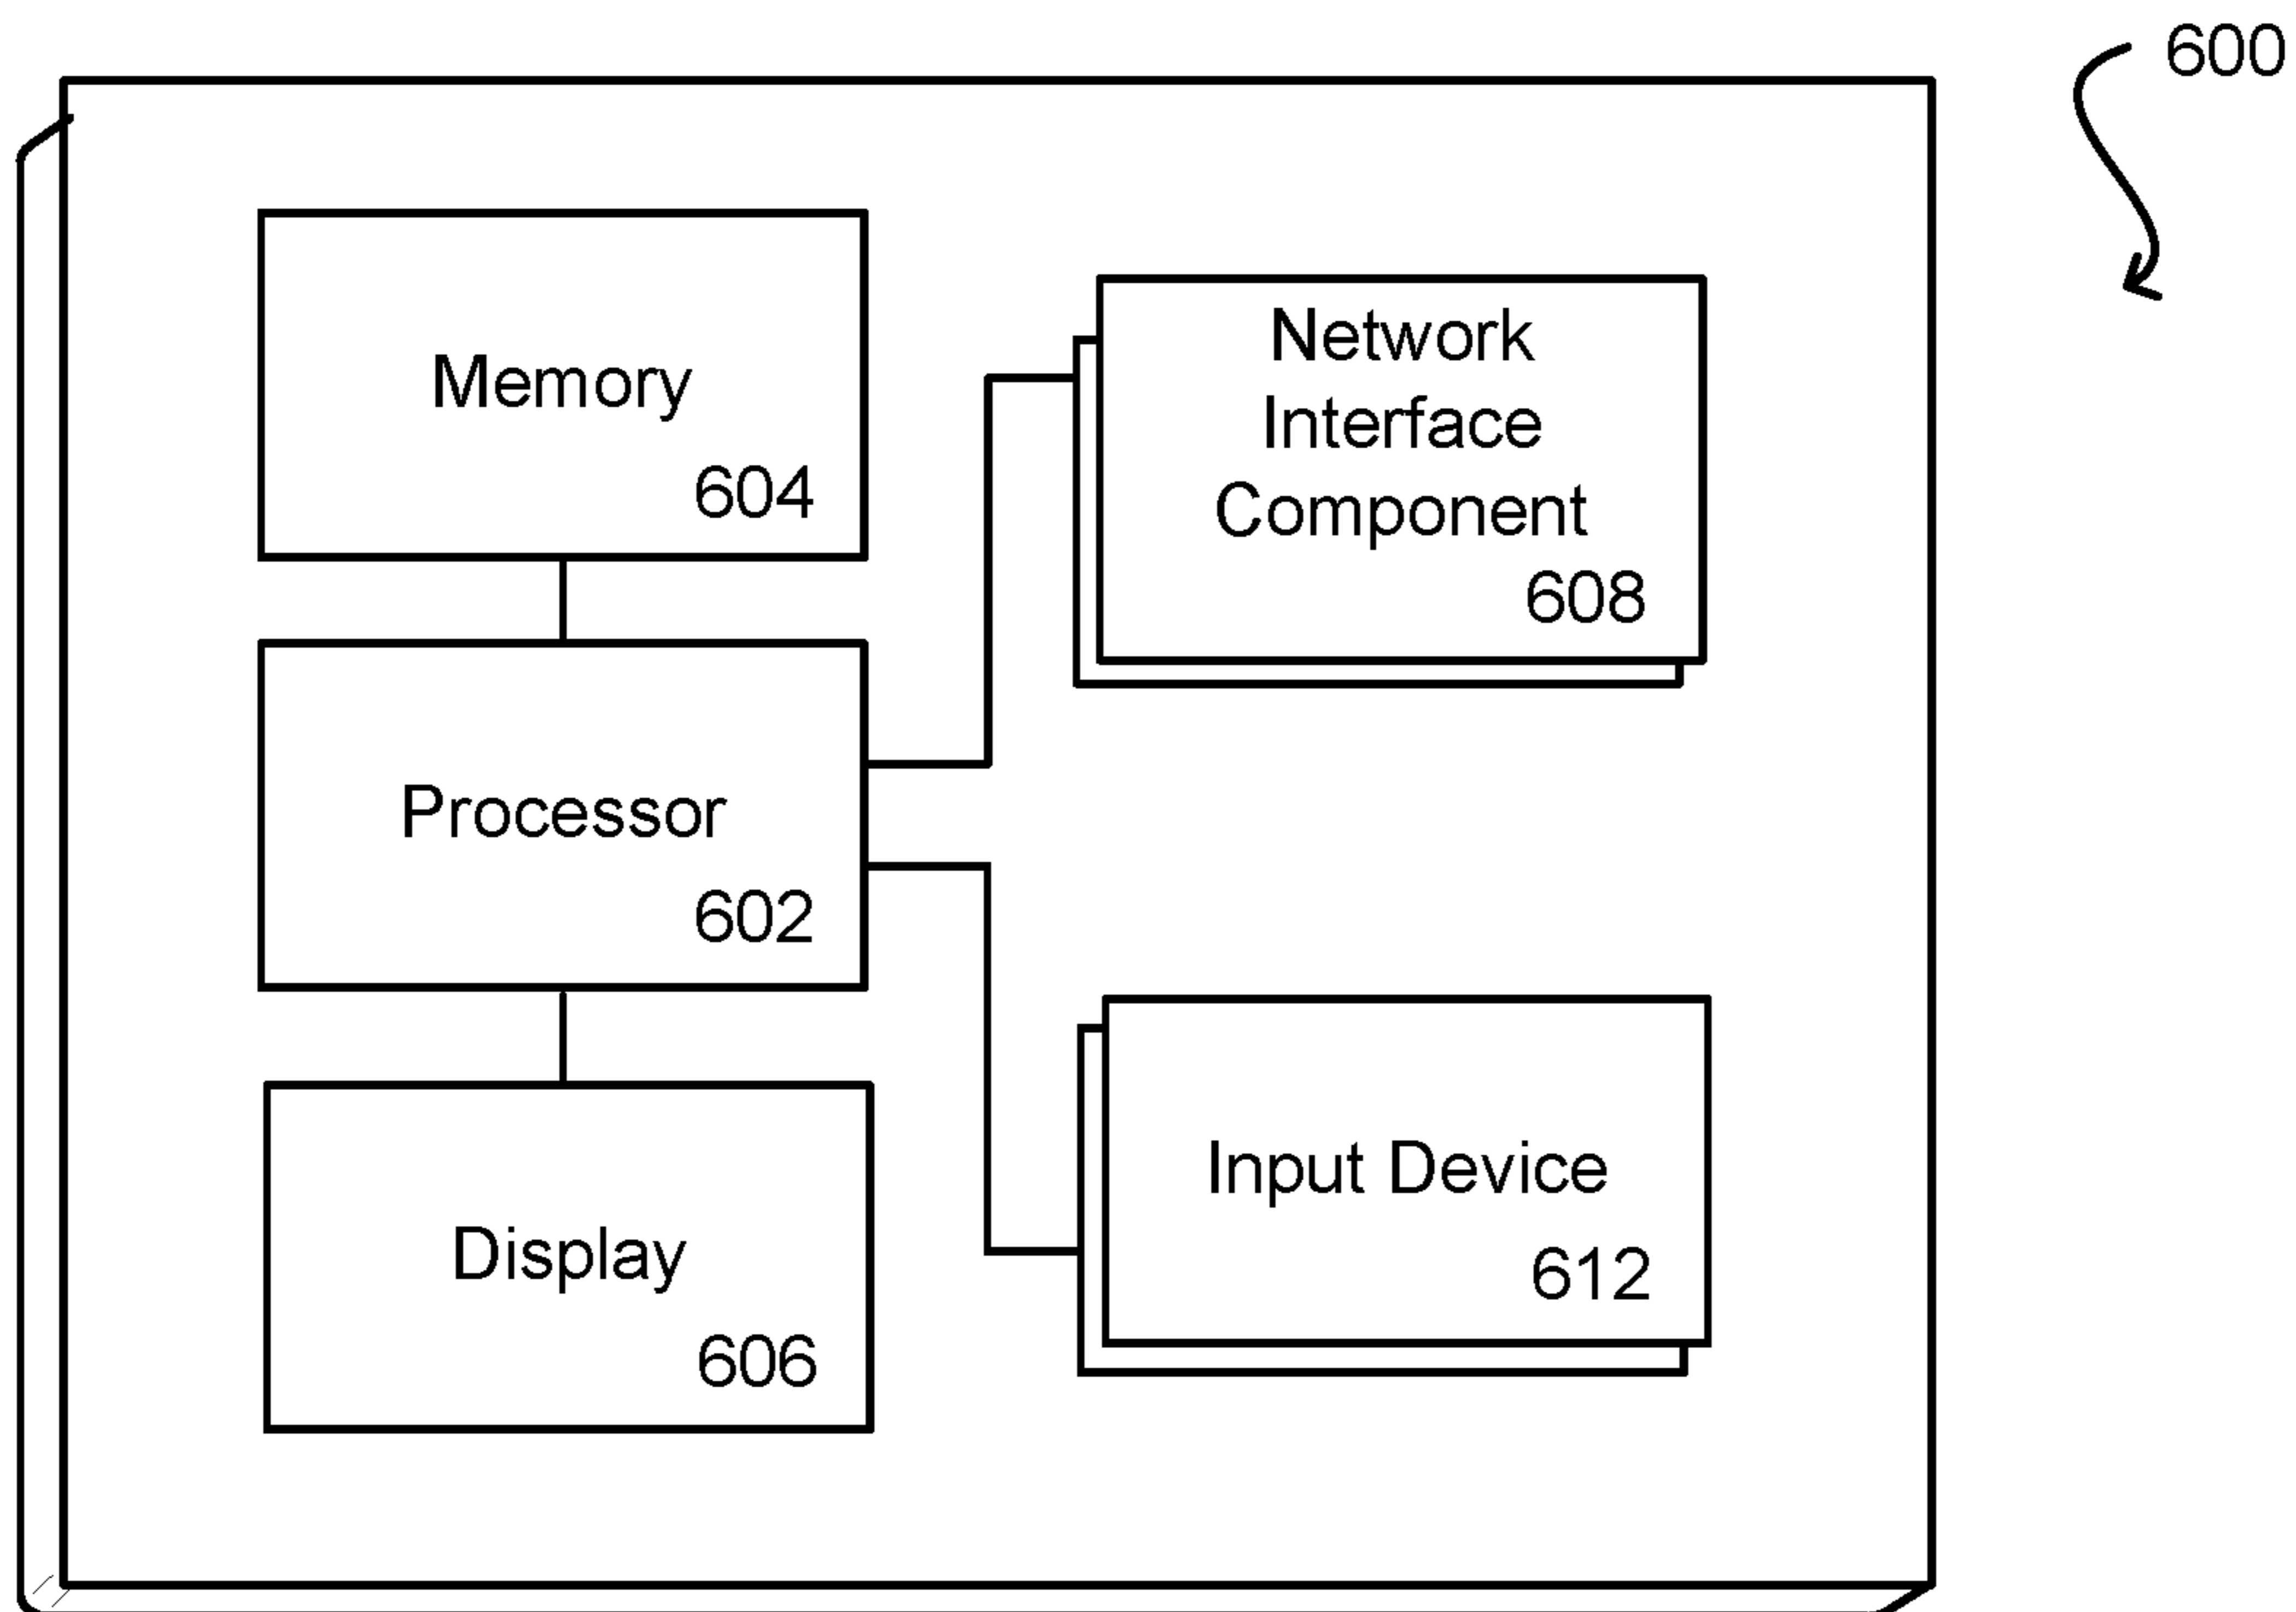 600
Memory
604
Network
Interface
Component
608
Processor
602
Input Device
612
Display
606